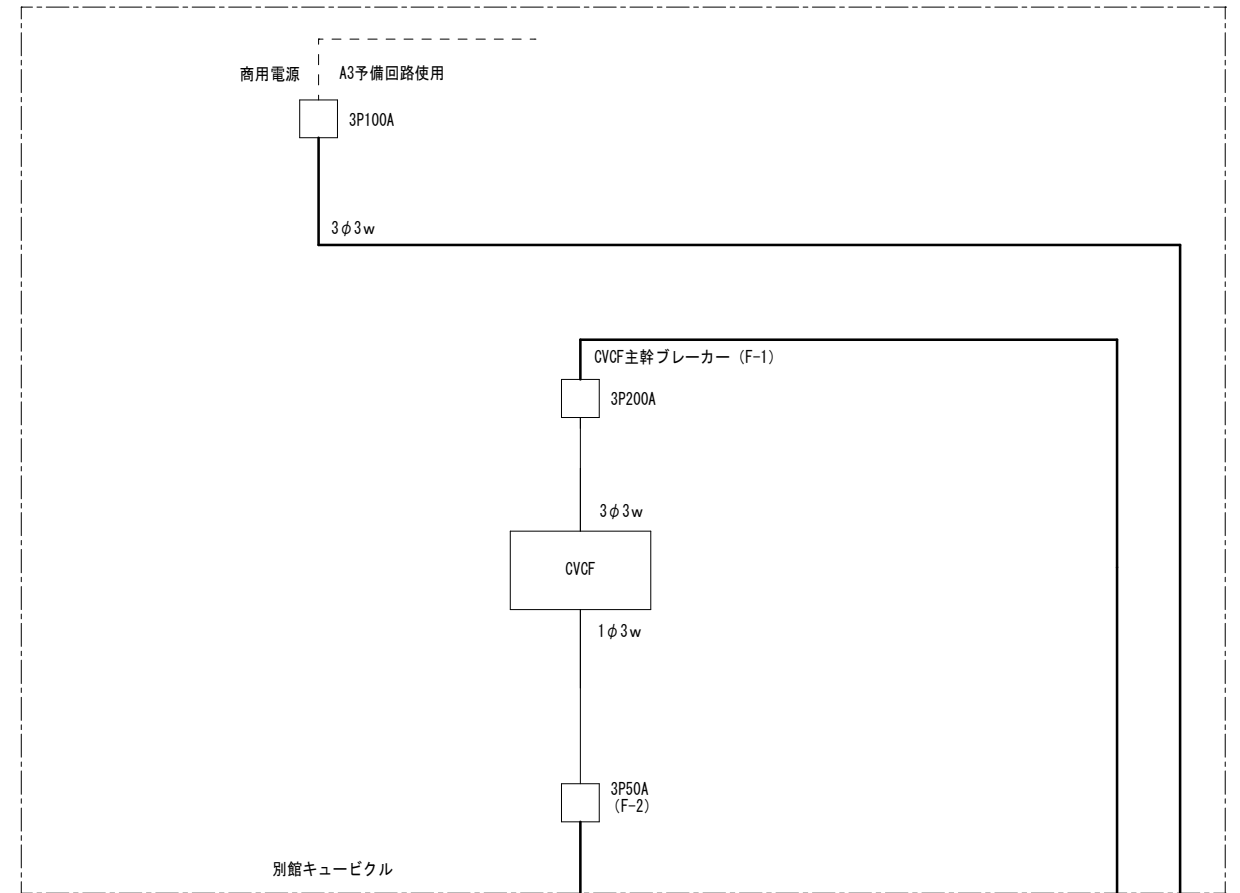 商用電源
A3予備回路使用
3P100A
3φ3w
CVCF主幹ブレーカー（F-1）
3P200A
3φ3w
CVCF
1φ3w
3P50A
（F-2）
別館キュービクル